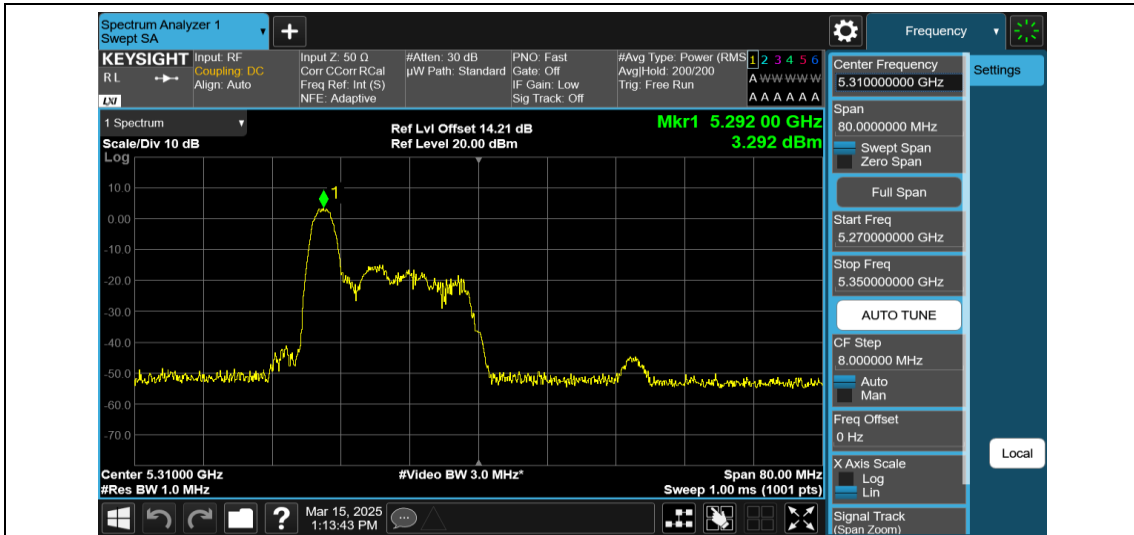 Spectrum Analyzer 1
Swept SA
Frequency
KEYSIGHT
RL
LXI
Input: RF
Coupling: DC
Align: Auto
Input Z: 50 Ω
Corr CCorr RCal
Freq Ref: Int (S)
NFE: Adaptive
#Atten: 30 dB
µW Path: Standard
PNO: Fast
Gate: Off
IF Gain: Low
Sig Track: Off
#Avg Type: Power (RMS
Avg|Hold: 200/200
Trig: Free Run
1 2 3 4 5 6
A W W W W W
A A A A A A
1 Spectrum
Scale/Div 10 dB
Ref Lvl Offset 14.21 dB
Ref Level 20.00 dBm
Mkr1 5.292 00 GHz
3.292 dBm
Log
10.0
0.00
-10.0
-20.0
-30.0
-40.0
-50.0
-60.0
-70.0
1
Center 5.31000 GHz
#Res BW 1.0 MHz
#Video BW 3.0 MHz*
Span 80.00 MHz
Sweep 1.00 ms (1001 pts)
Center Frequency
5.310000000 GHz
Settings
Span
80.0000000 MHz
Swept Span
Zero Span
Full Span
Start Freq
5.270000000 GHz
Stop Freq
5.350000000 GHz
AUTO TUNE
CF Step
8.000000 MHz
Auto
Man
Freq Offset
0 Hz
X Axis Scale
Log
Lin
Signal Track
(Span Zoom)
Local
?
Mar 15, 2025
1:13:43 PM